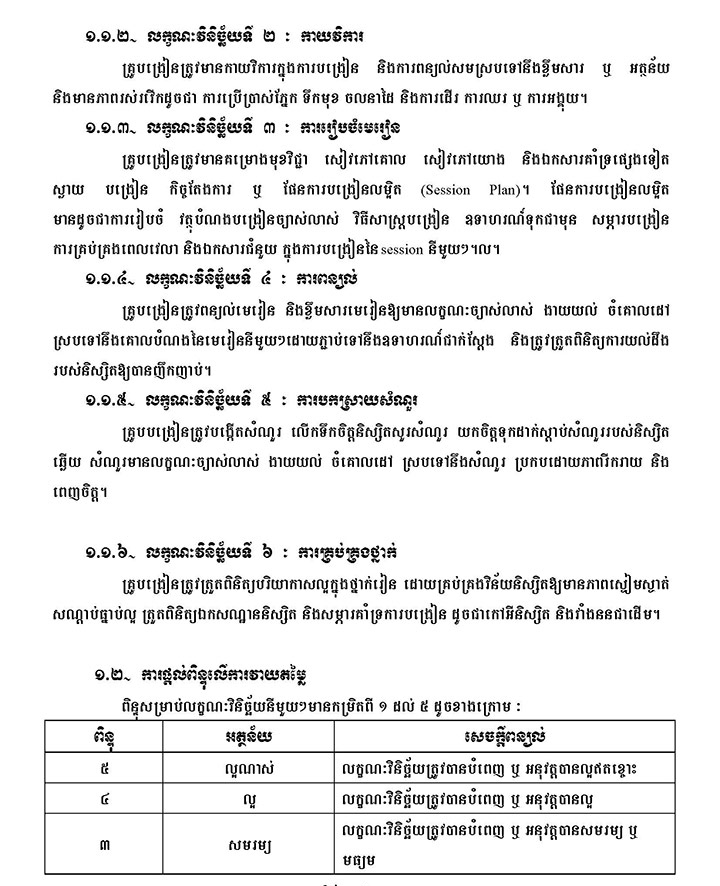 ១.១.២~ លក្ខណៈវិនិច្ឆ័យទី ២ : កាយវិការ
គ្រូបង្រៀនត្រូវមានកាយវិការក្នុងការបង្រៀន និងការពន្យល់សមស្របទៅនឹងខ្លឹមសារ ឬ អត្ថន័យ
និងមានភាពរស់រវើកដូចជា ការប្រើប្រាស់ភ្នែក ទឹកមុខ ចលនាដៃ និងការដើរ ការឈរ ឬ ការអង្គុយ។
១.១.៣~ លក្ខណៈវិនិច្ឆ័យទី ៣ : ការរៀបចំមេរៀន
គ្រូបង្រៀនត្រូវមានគម្រោងមុខវិជ្ជា សៀវភៅគោល សៀវភៅយោង និងឯកសារគាំទ្រផ្សេងទៀត
ស្លាយ បង្រៀន កិច្ចតែងការ ឬ ផែនការបង្រៀនលម្អិត (Session Plan)។ ផែនការបង្រៀនលម្អិត
មានដូចជាការរៀបចំ វត្ថុបំណងបង្រៀនច្បាស់លាស់ វិធីសាស្ត្របង្រៀន ឧទាហរណ៍ទុកជាមុន សម្ភារបង្រៀន
ការគ្រប់គ្រងពេលវេលា និងឯកសារជំនួយ ក្នុងការបង្រៀននៃ session នីមួយៗ។ល។
១.១.៤~ លក្ខណៈវិនិច្ឆ័យទី ៤ : ការពន្យល់
គ្រូបង្រៀនត្រូវពន្យល់មេរៀន និងខ្លឹមសារមេរៀនឱ្យមានលក្ខណៈច្បាស់លាស់ ងាយយល់ ចំគោលដៅ
ស្របទៅនឹងគោលបំណងនៃមេរៀននីមួយៗដោយភ្ជាប់ទៅនឹងឧទាហរណ៍ជាក់ស្តែង និងត្រូវត្រួតពិនិត្យការយល់ដឹង
របស់និស្សិតឱ្យបានញឹកញាប់។
១.១.៥~ លក្ខណៈវិនិច្ឆ័យទី ៥ : ការបកស្រាយសំណួរ
គ្រូបបង្រៀនត្រូវបង្កើតសំណួរ លើកទឹកចិត្តនិស្សិតសួរសំណួរ យកចិត្តទុកដាក់ស្តាប់សំណួររបស់និស្សិត
ឆ្លើយ សំណួរមានលក្ខណៈច្បាស់លាស់ ងាយយល់ ចំគោលដៅ ស្របទៅនឹងសំណួរ ប្រកបដោយភាពរីករាយ និង
ពេញចិត្ត។
១.១.៦~ លក្ខណៈវិនិច្ឆ័យទី ៦ : ការគ្រប់គ្រងថ្នាក់
គ្រូបង្រៀនត្រូវត្រួតពិនិត្យបរិយាកាសល្អក្នុងថ្នាក់រៀន ដោយគ្រប់គ្រងវិន័យនិស្សិតឱ្យមានភាពស្ងៀមស្ងាត់
សណ្តាប់ធ្នាប់ល្អ ត្រួតពិនិត្យឯកសណ្ឋាននិស្សិត និងសម្ភារគាំទ្រការបង្រៀន ដូចជាកៅអីនិស្សិត និងវាំងននជាដើម។
១.២~ ការផ្តល់ពិន្ទុលើការវាយតម្លៃ
ពិន្ទុសម្រាប់លក្ខណៈវិនិច្ឆ័យនីមួយៗមានកម្រិតពី ១ ដល់ ៥ ដូចខាងក្រោម :
ពិន្ទុ អត្ថន័យ សេចក្តីពន្យល់
៥ ល្អណាស់ លក្ខណៈវិនិច្ឆ័យត្រូវបានបំពេញ ឬ អនុវត្តបានល្អឥតខ្ចោះ
៤ ល្អ លក្ខណៈវិនិច្ឆ័យត្រូវបានបំពេញ ឬ អនុវត្តបានល្អ
៣ សមរម្យ លក្ខណៈវិនិច្ឆ័យត្រូវបានបំពេញ ឬ អនុវត្តបានសមរម្យ ឬ
មធ្យម